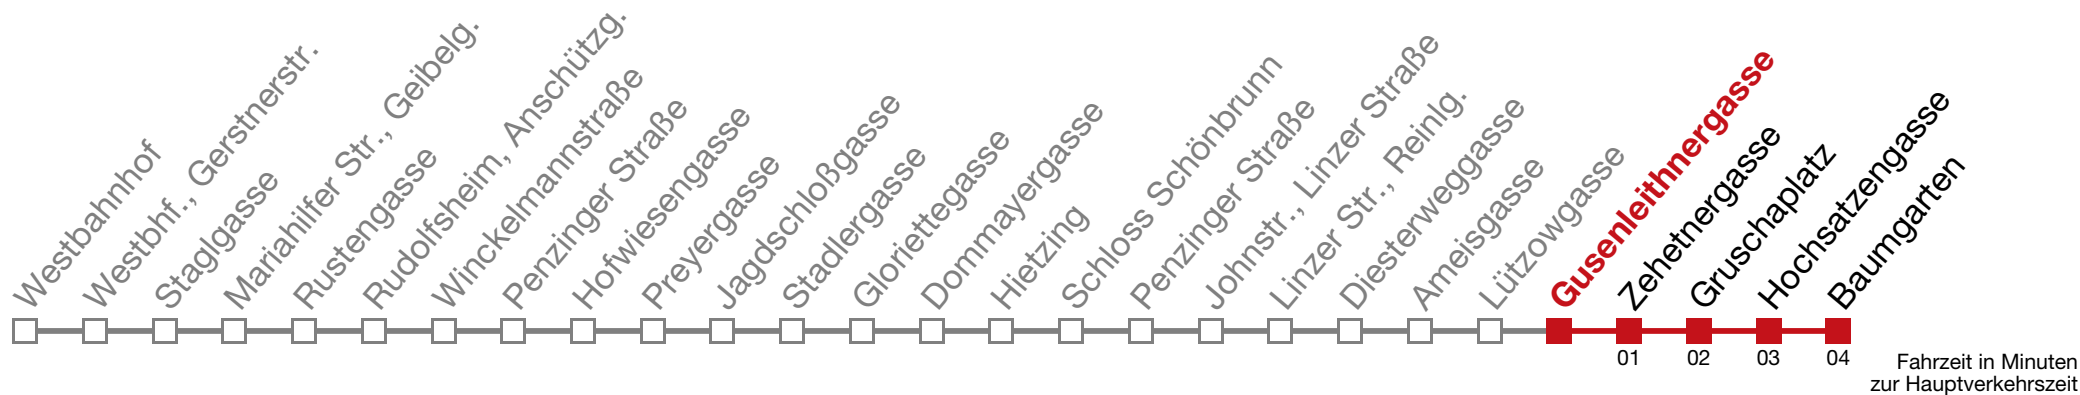 Westbahnhof
Westbhf., Gerstnerstr.
Staglgasse
Mariahilfer Str., Geibelg.
Rustengasse
Rudolfsheim, Anschützg.
Winckelmannstraße
Penzinger Straße
Hofwiesengasse
Preyergasse
Jagdschloßgasse
Stadlergasse
Gloriettegasse
Dommayergasse
Hietzing
Schloss Schönbrunn
Penzinger Straße
Johnstr., Linzer Straße
Linzer Str., Reinlg.
Diesterweggasse
Ameisgasse
Lützowgasse
Gusenleithnergasse
Zehetnergasse
Gruschaplatz
Hochsatzengasse
Baumgarten
01 02 03 04
Fahrzeit in Minuten
zur Hauptverkehrszeit